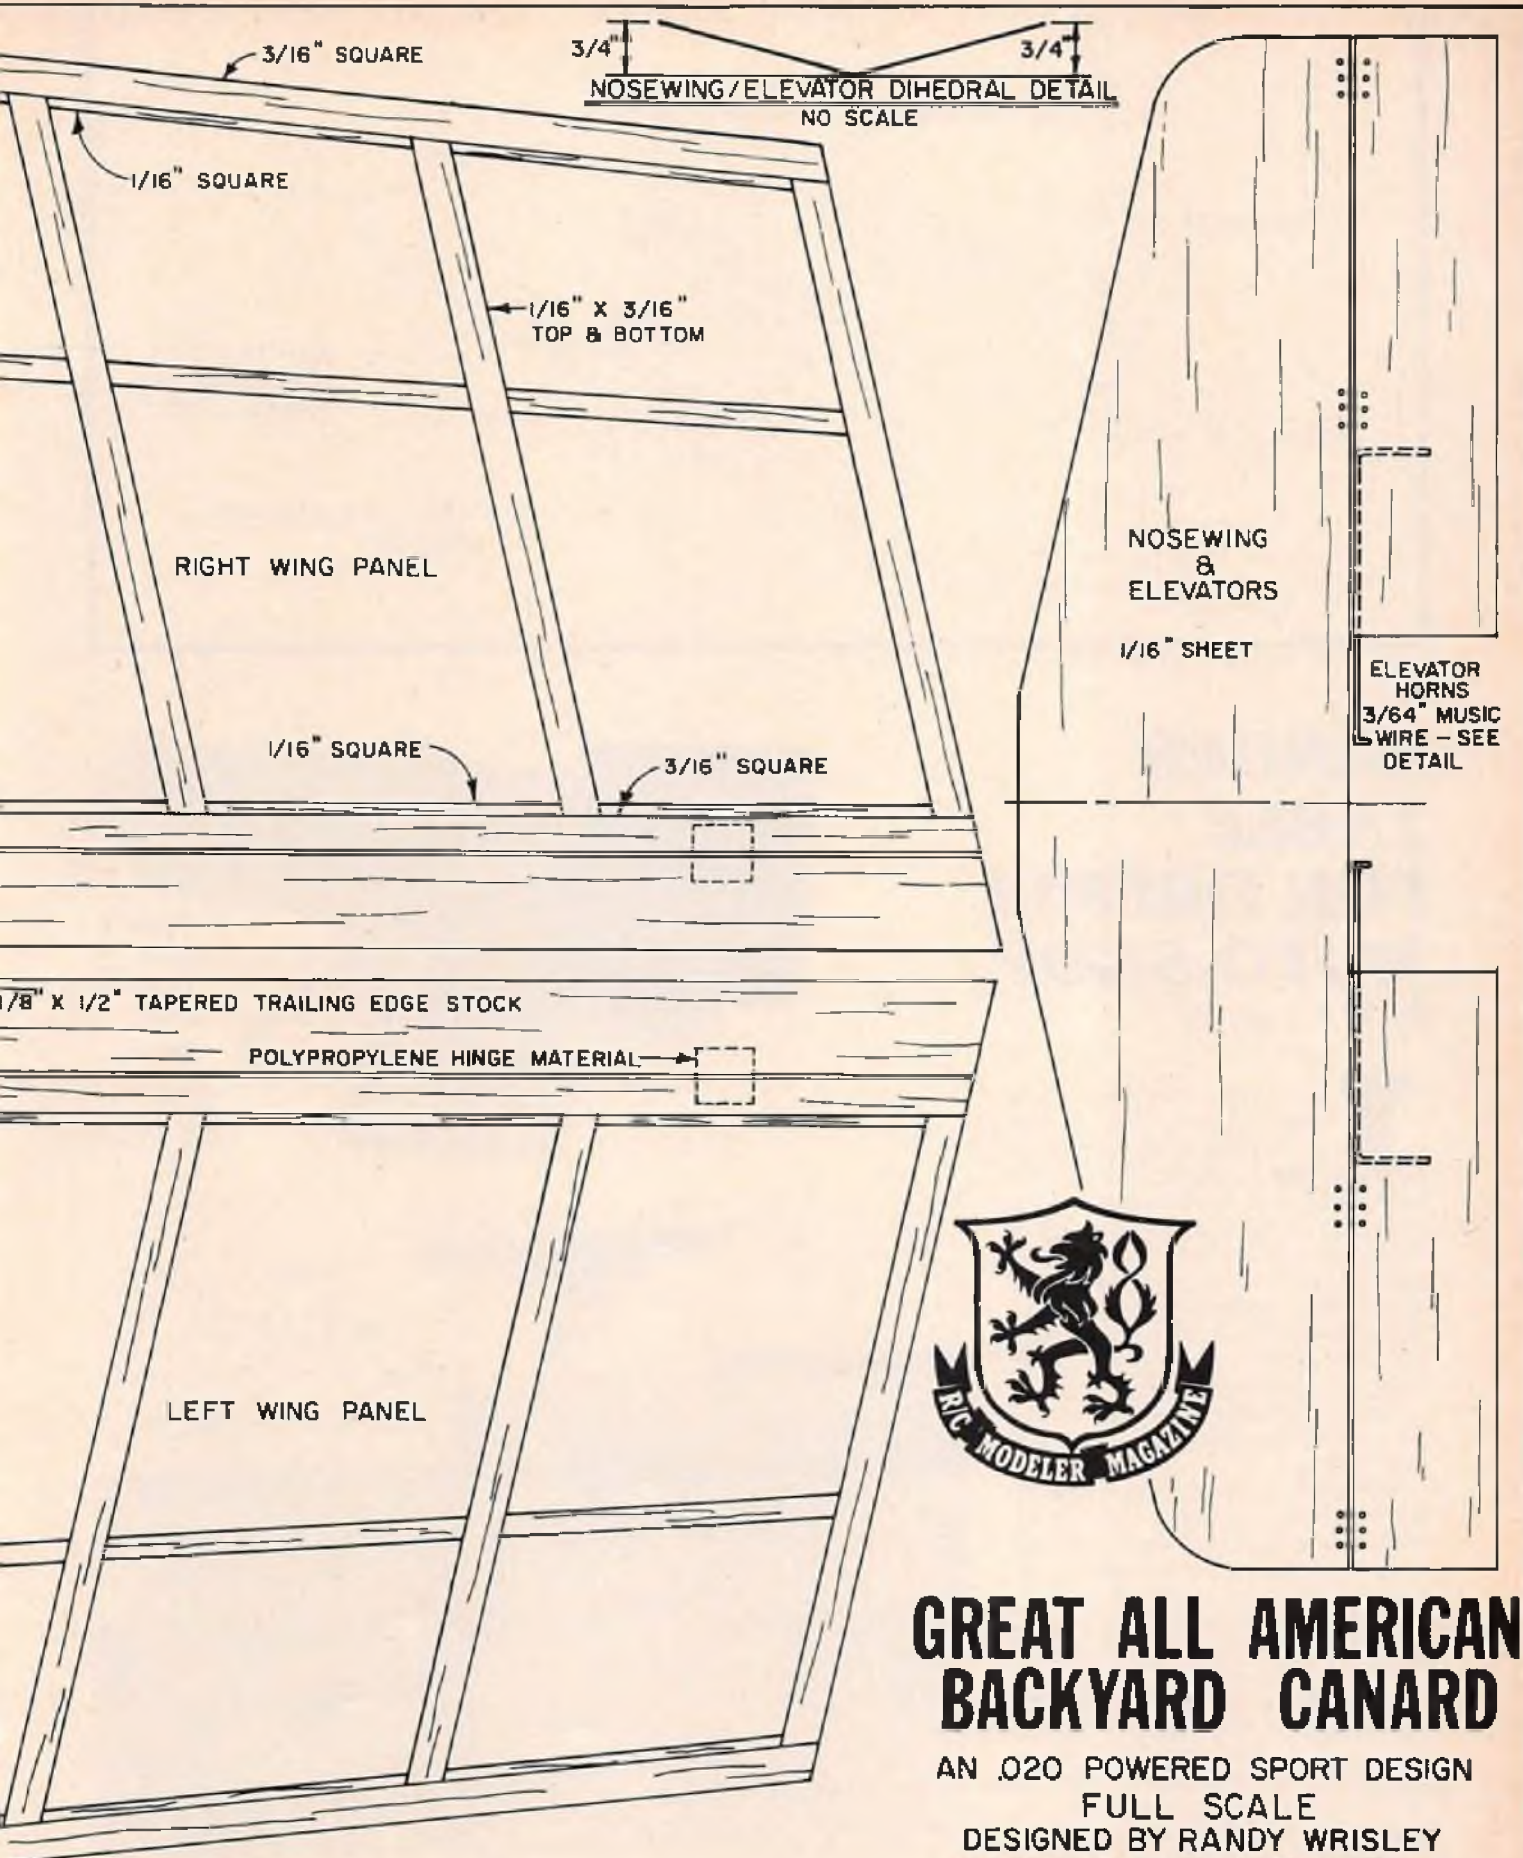 3/16" SQUARE
3/4"
3/4"
NOSEWING/ELEVATOR DIHEDRAL DETAIL
NO SCALE
1/16" SQUARE
1/16" X 3/16"
TOP & BOTTOM
RIGHT WING PANEL
NOSEWING
&
ELEVATORS
1/16" SHEET
ELEVATOR
HORNS
3/64" MUSIC
WIRE – SEE
DETAIL
1/16" SQUARE
3/16" SQUARE
1/8" X 1/2" TAPERED TRAILING EDGE STOCK
POLYPROPYLENE HINGE MATERIAL
LEFT WING PANEL
R/C MODELER MAGAZINE
GREAT ALL AMERICAN
BACKYARD CANARD
AN .020 POWERED SPORT DESIGN
FULL SCALE
DESIGNED BY RANDY WRISLEY